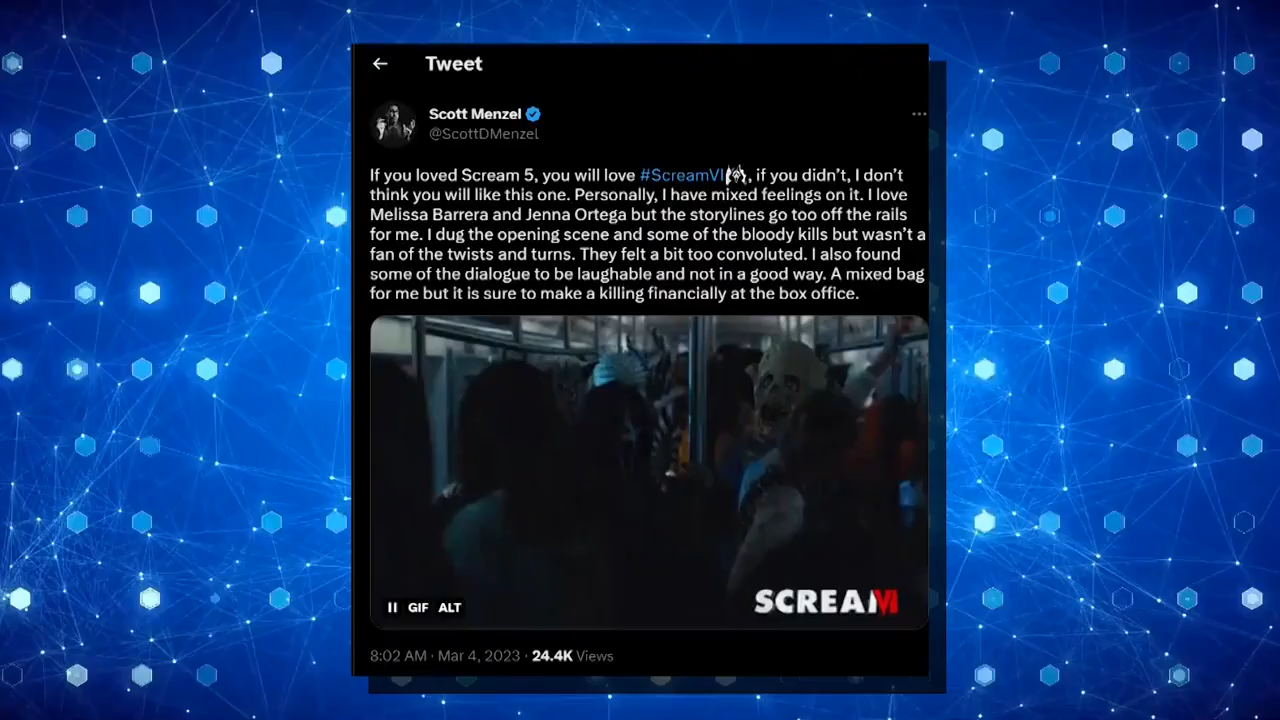 Tweet
Scott Menzel
@ScottDMenzel
If you loved Scream 5, you will love #ScreamVI, if you didn't, I don't
think you will like this one. Personally, I have mixed feelings on it. I love
Melissa Barrera and Jenna Ortega but the storylines go too off the rails
for me. I dug the opening scene and some of the bloody kills but wasn't a
fan of the twists and turns. They felt a bit too convoluted. I also found
some of the dialogue to be laughable and not in a good way. A mixed bag
for me but it is sure to make a killing financially at the box office.
GIF ALT
SCREAM VI
8:02 AM · Mar 4, 2023 · 24.4K Views